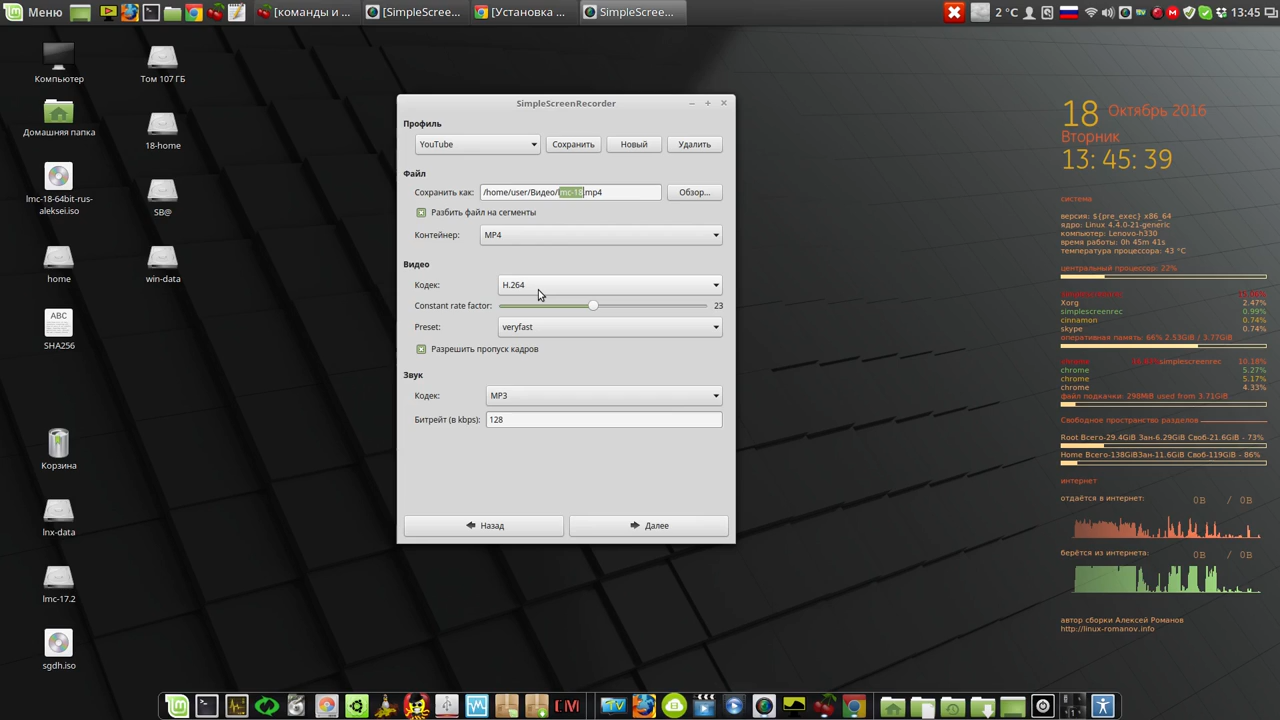 Меню
[команды и ...
[SimpleScree...
[Установка ...
SimpleScree...
2 °C
13:45
Компьютер
Том 107 ГБ
Домашняя папка
18-home
lmc-18-64bit-rus-
aleksei.iso
SB@
home
win-data
ABC
SHA256
Корзина
lnx-data
lmc-17.2
sgdh.iso
SimpleScreenRecorder
Профиль
YouTube
Сохранить
Новый
Удалить
Файл
Сохранить как:
/home/user/Видео/lmc-18.mp4
Обзор...
Разбить файл на сегменты
Контейнер:
MP4
Видео
Кодек:
H.264
Constant rate factor:
23
Preset:
veryfast
Разрешить пропуск кадров
Звук
Кодек:
MP3
Битрейт (в kbps):
128
Назад
Далее
18 Октябрь 2016
Вторник
13: 45: 39
система
версия: ${pre_exec} x86_64
ядро: Linux 4.4.0-21-generic
компьютер: Lenovo-h330
время работы: 0h 45m 41s
температура процессора: 43 °C
центральный процессор: 22%
simplescreenrec
Xorg 2.47%
simplescreenrec 0.99%
cinnamon 0.74%
skype 0.74%
оперативная память: 66% 2.53GiB / 3.77GiB
chrome simplescreenrec 10.18%
chrome 5.27%
chrome 5.17%
chrome 4.33%
файл подкачки: 298MiB used from 3.71GiB
Свободное пространство разделов
Root Всего-29.4GiB Зан-6.29GiB Своб-21.6GiB - 73%
Home Всего-138GiBЗан-11.6GiB Своб-119GiB - 86%
интернет
отдаётся в интернет: 0B / 0B
берётся из интернета: 0B / 0B
автор сборки Алексей Романов
http://linux-romanov.info
TV
CM